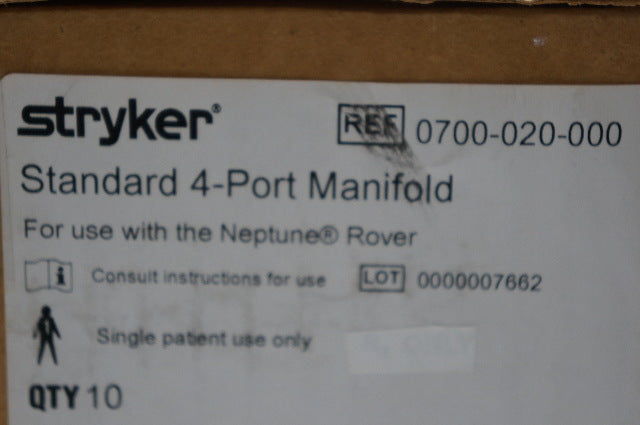 stryker®
REF 0700-020-000
Standard 4-Port Manifold
For use with the Neptune® Rover
Consult instructions for use
LOT 0000007662
Single patient use only
QTY 10